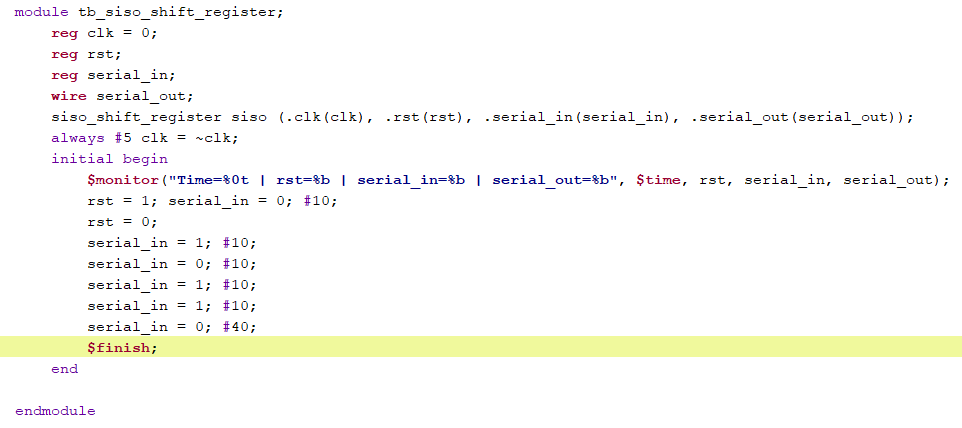 module tb_siso_shift_register;
    reg clk = 0;
    reg rst;
    reg serial_in;
    wire serial_out;
    siso_shift_register siso (.clk(clk), .rst(rst), .serial_in(serial_in), .serial_out(serial_out));
    always #5 clk = ~clk;
    initial begin
        $monitor("Time=%0t | rst=%b | serial_in=%b | serial_out=%b", $time, rst, serial_in, serial_out);
        rst = 1; serial_in = 0; #10;
        rst = 0;
        serial_in = 1; #10;
        serial_in = 0; #10;
        serial_in = 1; #10;
        serial_in = 1; #10;
        serial_in = 0; #40;
        $finish;
    end

endmodule